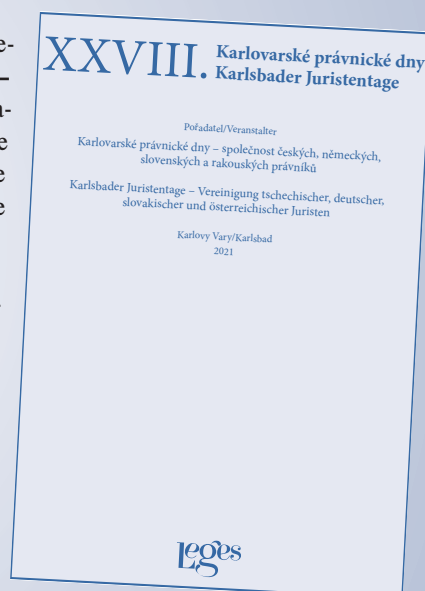 e-
–
a-
e
e
e
XXVIII. Karlovarské právnické dny
Karlsbader Juristentage
Pořadatel/Veranstalter
Karlovarské právnické dny – společnost českých, německých,
slovenských a rakouských právníků
Karlsbader Juristentage – Vereinigung tschechischer, deutscher,
slovakischer und österreichischer Juristen
Karlovy Vary/Karlsbad
2021
leges